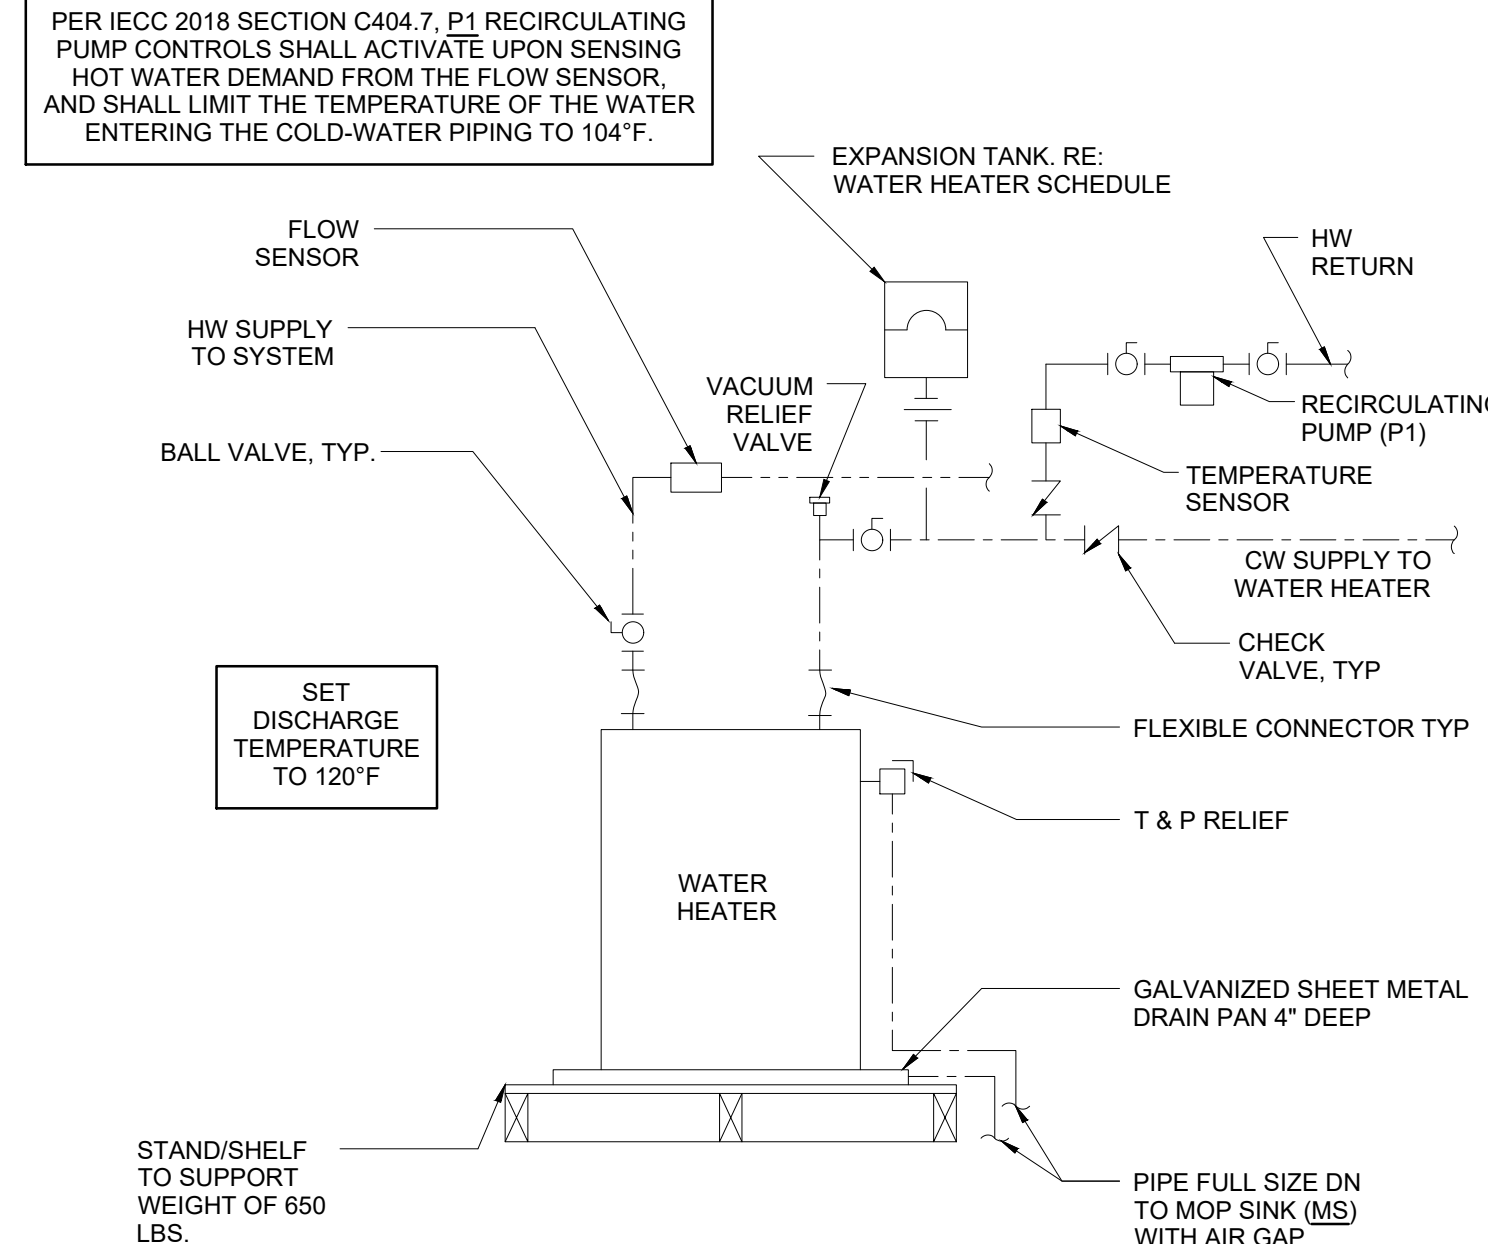 PER IECC 2018 SECTION C404.7, P1 RECIRCULATING
PUMP CONTROLS SHALL ACTIVATE UPON SENSING
HOT WATER DEMAND FROM THE FLOW SENSOR,
AND SHALL LIMIT THE TEMPERATURE OF THE WATER
ENTERING THE COLD-WATER PIPING TO 104°F.
EXPANSION TANK. RE:
WATER HEATER SCHEDULE
FLOW
SENSOR
HW
RETURN
HW SUPPLY
TO SYSTEM
VACUUM
RELIEF
VALVE
RECIRCULATING
PUMP (P1)
BALL VALVE, TYP.
TEMPERATURE
SENSOR
CW SUPPLY TO
WATER HEATER
CHECK
VALVE, TYP
SET
DISCHARGE
TEMPERATURE
TO 120°F
FLEXIBLE CONNECTOR TYP
T & P RELIEF
WATER
HEATER
GALVANIZED SHEET METAL
DRAIN PAN 4" DEEP
STAND/SHELF
TO SUPPORT
WEIGHT OF 650
LBS.
PIPE FULL SIZE DN
TO MOP SINK (MS)
WITH AIR GAP